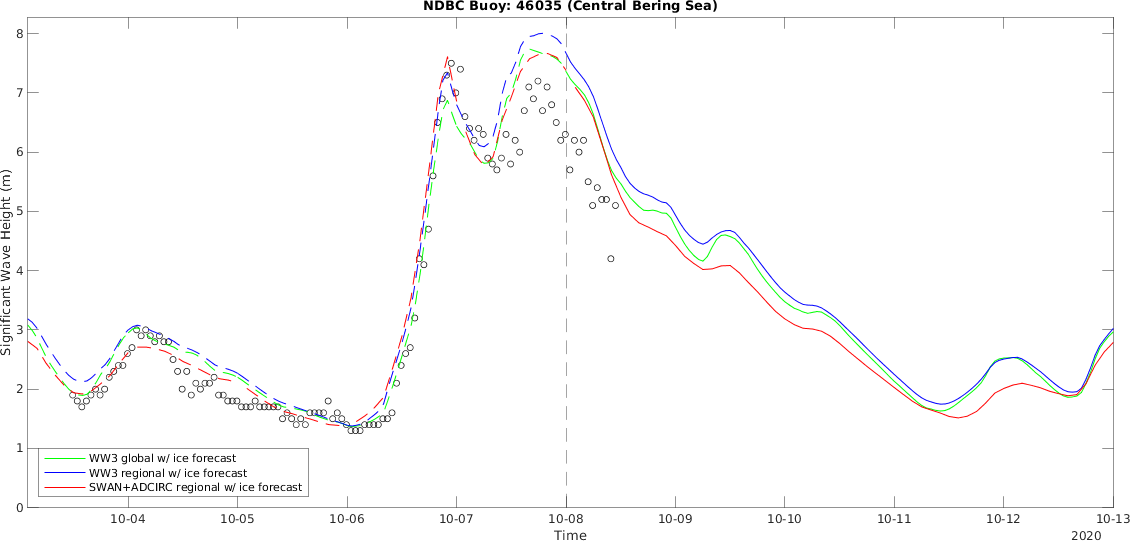 NDBC Buoy: 46035 (Central Bering Sea)
8
7
6
5
4
3
2
1
0
Significant Wave Height (m)
WW3 global w/ ice forecast
WW3 regional w/ ice forecast
SWAN+ADCIRC regional w/ ice forecast
10-04 10-05 10-06 10-07 10-08 10-09 10-10 10-11 10-12 10-13
Time
2020